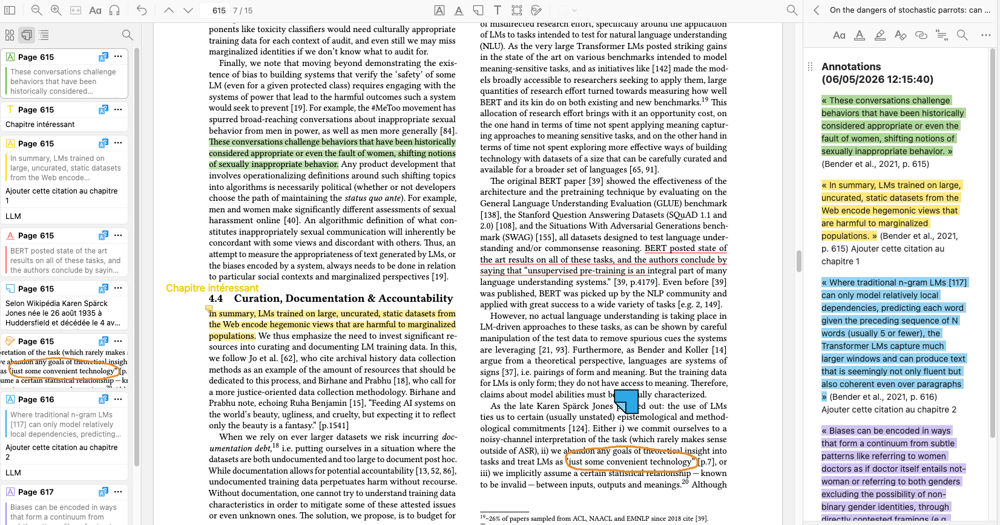 615 7 / 15
On the dangers of stochastic parrots: can ...
Page 615
These conversations challenge
behaviors that have been
historically considered...
Page 615
Chapitre intéressant
Page 615
In summary, LMs trained on
large, uncurated, static datasets
from the Web encode...
Ajouter cette citation au chapitre
1
LLM
Page 615
BERT posted state of the art
results on all of these tasks, and
the authors conclude by sayin...
Page 615
Selon Wikipédia Karen Spärck
Jones née le 26 août 1935 à
Huddersfield et décédée le 4 av...
Page 615
retation of the task (which rarely makes
e abandon any goals of theoretical insigh
"just some convenient technology" [p.
ume a certain statistical relationship — kr
Page 616
Where traditional n-gram LMs
[117] can only model relatively
local dependencies, predicting...
Ajouter cette citation au chapitre
2
LLM
Page 617
Biases can be encoded in ways
that form a continuum from
ponents like toxicity classifiers would need culturally appropriate
training data for each context of audit, and even still we may miss
marginalized identities if we don't know what to audit for.
Finally, we note that moving beyond demonstrating the exis-
tence of bias to building systems that verify the 'safety' of some
LM (even for a given protected class) requires engaging with the
systems of power that lead to the harmful outcomes such a system
would seek to prevent [19]. For example, the #MeToo movement has
spurred broad-reaching conversations about inappropriate sexual
behavior from men in power, as well as men more generally [84].
These conversations challenge behaviors that have been historically
considered appropriate or even the fault of women, shifting notions
of sexually inappropriate behavior. Any product development that
involves operationalizing definitions around such shifting topics
into algorithms is necessarily political (whether or not developers
choose the path of maintaining the status quo ante). For example,
men and women make significantly different assessments of sexual
harassment online [40]. An algorithmic definition of what con-
stitutes inappropriately sexual communication will inherently be
concordant with some views and discordant with others. Thus, an
attempt to measure the appropriateness of text generated by LMs, or
the biases encoded by a system, always needs to be done in relation
to particular social contexts and marginalized perspectives [19].
Chapitre intéressant
4.4 Curation, Documentation & Accountability
In summary, LMs trained on large, uncurated, static datasets from
the Web encode hegemonic views that are harmful to marginalized
populations. We thus emphasize the need to invest significant re-
sources into curating and documenting LM training data. In this,
we follow Jo et al. [62], who cite archival history data collection
methods as an example of the amount of resources that should be
dedicated to this process, and Birhane and Prabhu [18], who call for
a more justice-oriented data collection methodology. Birhane and
Prabhu note, echoing Ruha Benjamin [15], "Feeding AI systems on
the world's beauty, ugliness, and cruelty, but expecting it to reflect
only the beauty is a fantasy." [p.1541]
When we rely on ever larger datasets we risk incurring doc-
umentation debt,18 i.e. putting ourselves in a situation where the
datasets are both undocumented and too large to document post hoc.
While documentation allows for potential accountability [13, 52, 86],
undocumented training data perpetuates harm without recourse.
Without documentation, one cannot try to understand training data
characteristics in order to mitigate some of these attested issues
or even unknown ones. The solution, we propose, is to budget for
of misdirected research effort, specifically around the application
of LMs to tasks intended to test for natural language understanding
(NLU). As the very large Transformer LMs posted striking gains
in the state of the art on various benchmarks intended to model
meaning-sensitive tasks, and as initiatives like [142] made the mod-
els broadly accessible to researchers seeking to apply them, large
quantities of research effort turned towards measuring how well
BERT and its kin do on both existing and new benchmarks.19 This
allocation of research effort brings with it an opportunity cost, on
the one hand in terms of time not spent applying meaning captur-
ing approaches to meaning sensitive tasks, and on the other hand in
terms of time not spent exploring more effective ways of building
technology with datasets of a size that can be carefully curated and
available for a broader set of languages [65, 91].
The original BERT paper [39] showed the effectiveness of the
architecture and the pretraining technique by evaluating on the
General Language Understanding Evaluation (GLUE) benchmark
[138], the Stanford Question Answering Datasets (SQuAD 1.1 and
2.0) [108], and the Situations With Adversarial Generations bench-
mark (SWAG) [155], all datasets designed to test language under-
standing and/or commonsense reasoning. BERT posted state of
the art results on all of these tasks, and the authors conclude by
saying that "unsupervised pre-training is an integral part of many
language understanding systems." [39, p.4179]. Even before [39]
was published, BERT was picked up by the NLP community and
applied with great success to a wide variety of tasks [e.g. 2, 149].
However, no actual language understanding is taking place in
LM-driven approaches to these tasks, as can be shown by careful
manipulation of the test data to remove spurious cues the systems
are leveraging [21, 93]. Furthermore, as Bender and Koller [14]
argue from a theoretical perspective, languages are systems of
signs [37], i.e. pairings of form and meaning. But the training data
for LMs is only form; they do not have access to meaning. Therefore,
claims about model abilities must be characterized.
As the late Karen Spärck Jones out: the use of LMs
ties us to certain (usually unstated) epistemological and method-
ological commitments [124]. Either i) we commit ourselves to a
noisy-channel interpretation of the task (which rarely makes sense
outside of ASR), ii) we abandon any goals of theoretical insight into
tasks and treat LMs as "just some convenient technology" [p.7], or
iii) we implicitly assume a certain statistical relationship — known
to be invalid — between inputs, outputs and meanings.20 Although
19~26% of papers sampled from ACL, NAACL and EMNLP since 2018 cite [39].
Annotations
(06/05/2026 12:15:40)
« These conversations challenge
behaviors that have been historically
considered appropriate or even the
fault of women, shifting notions of
sexually inappropriate behavior. »
(Bender et al., 2021, p. 615)
« In summary, LMs trained on large,
uncurated, static datasets from the
Web encode hegemonic views that
are harmful to marginalized
populations. » (Bender et al., 2021,
p. 615) Ajouter cette citation au
chapitre 1
« Where traditional n-gram LMs [117]
can only model relatively local
dependencies, predicting each word
given the preceding sequence of N
words (usually 5 or fewer), the
Transformer LMs capture much
larger windows and can produce text
that is seemingly not only fluent but
also coherent even over paragraphs
» (Bender et al., 2021, p. 616)
Ajouter cette citation au chapitre 2
« Biases can be encoded in ways
that form a continuum from subtle
patterns like referring to women
doctors as if doctor itself entails not-
woman or referring to both genders
excluding the possibility of non-
binary gender identities, through
directly contested framings (e.g.